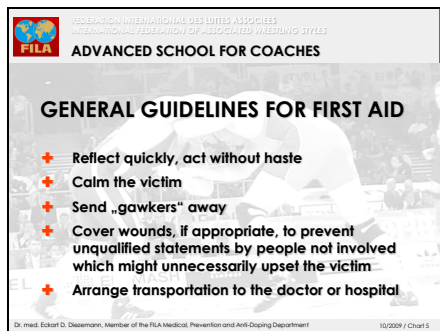 FEDERATION INTERNATIONAL DES LUTTES ASSOCIEES
INTERNATIONAL FEDERATION OF ASSOCIATED WRESTLING STYLES
FILA
ADVANCED SCHOOL FOR COACHES
GENERAL GUIDELINES FOR FIRST AID
Reflect quickly, act without haste
Calm the victim
Send „gawkers“ away
Cover wounds, if appropriate, to prevent
unqualified statements by people not involved
which might unnecessarily upset the victim
Arrange transportation to the doctor or hospital
Dr. med. Eckart D. Diezemann, Member of the FILA Medical, Prevention and Anti-Doping Department
10/2009 / Chart 5